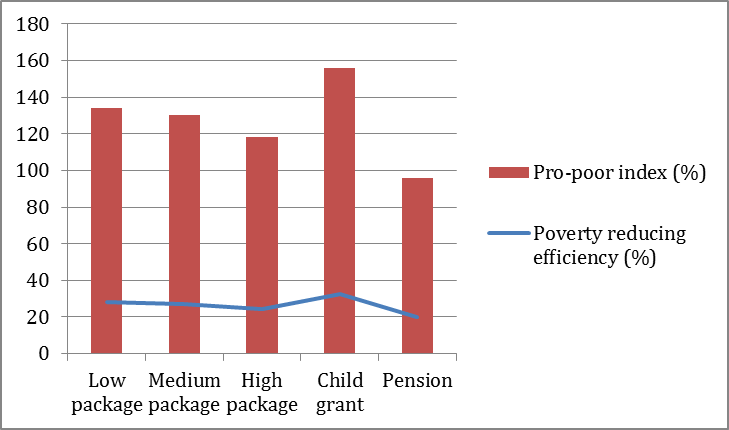 180
160
140
120
100
80
60
40
20
0
Low package
Medium package
High package
Child grant
Pension
Pro-poor index (%)
Poverty reducing
efficiency (%)